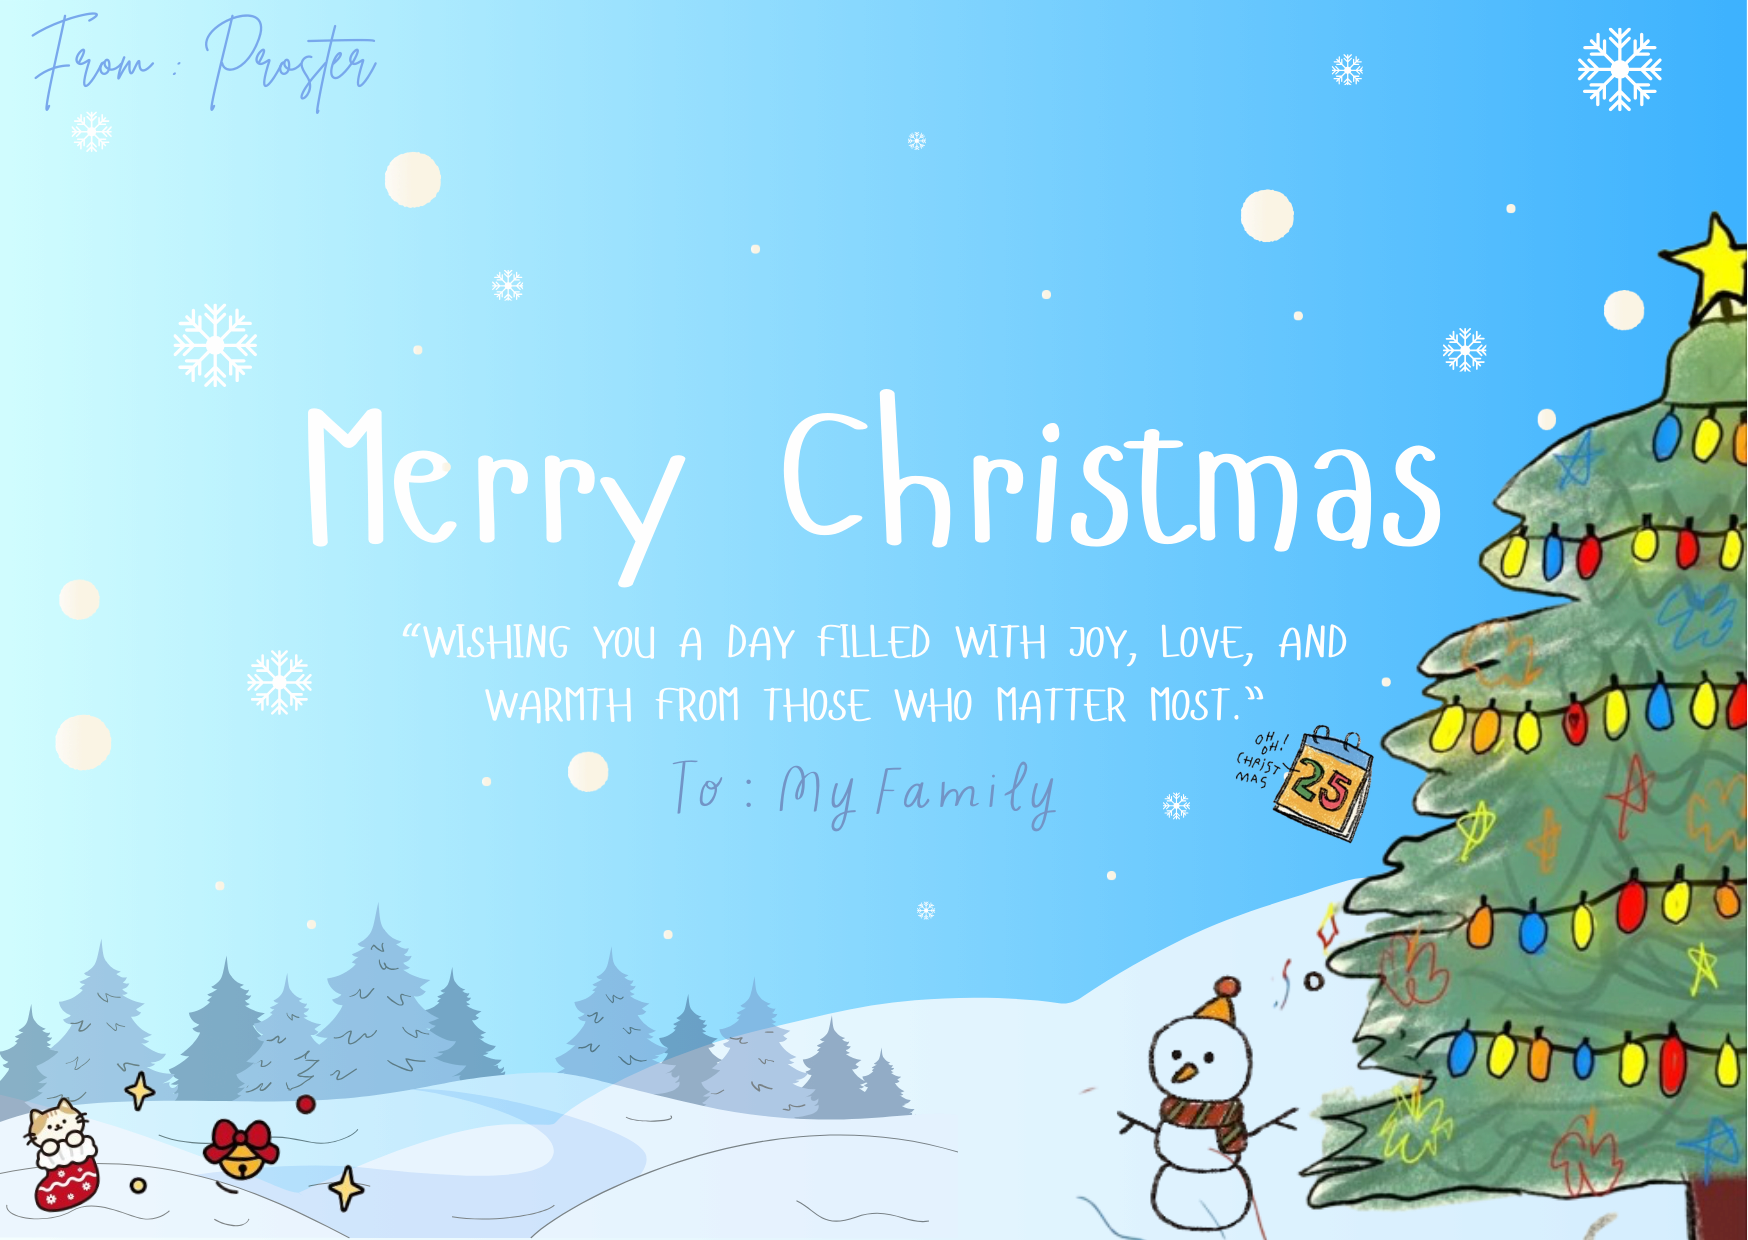 From : Proster
Merry Christmas
“WISHING YOU A DAY FILLED WITH JOY, LOVE, AND
WARMTH FROM THOSE WHO MATTER MOST.”
To : My Family
OH,
OH!
CHRIST
MAS
25